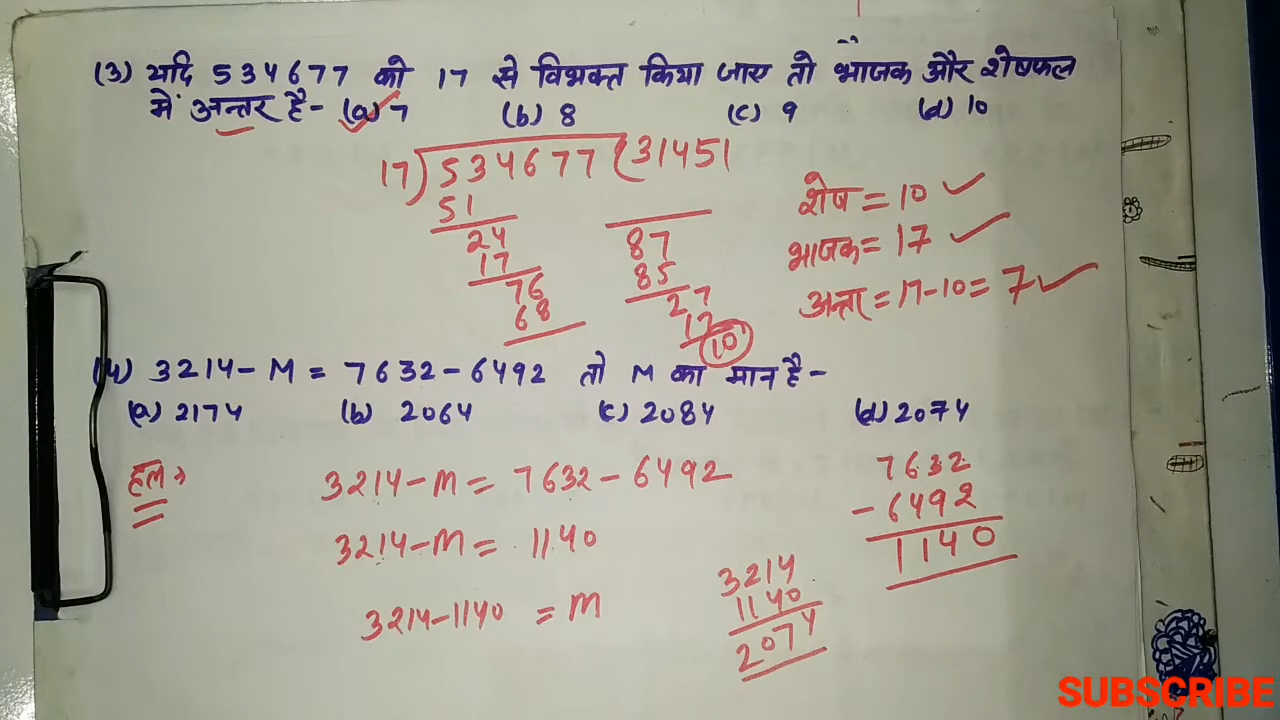 (3) यदि 534677 को 17 से विभक्त किया जाए तो भाजक और शेषफल
में अन्तर है- (a) 7 (b) 8 (c) 9 (d) 10
17) 534677 ( 31451
51
24
17
76
68
87
85
27
17
10
शेष = 10 ✓
भाजक = 17 ✓
अन्तर = 17-10 = 7 ✓
(4) 3214 - M = 7632 - 6492 तो M का मान है -
(a) 2174 (b) 2064 (c) 2084 (d) 2074
हल →
3214 - M = 7632 - 6492
3214 - M = 1140
3214 - 1140 = M
3214
1140
2074
7632
- 6492
1140
SUBSCRIBE